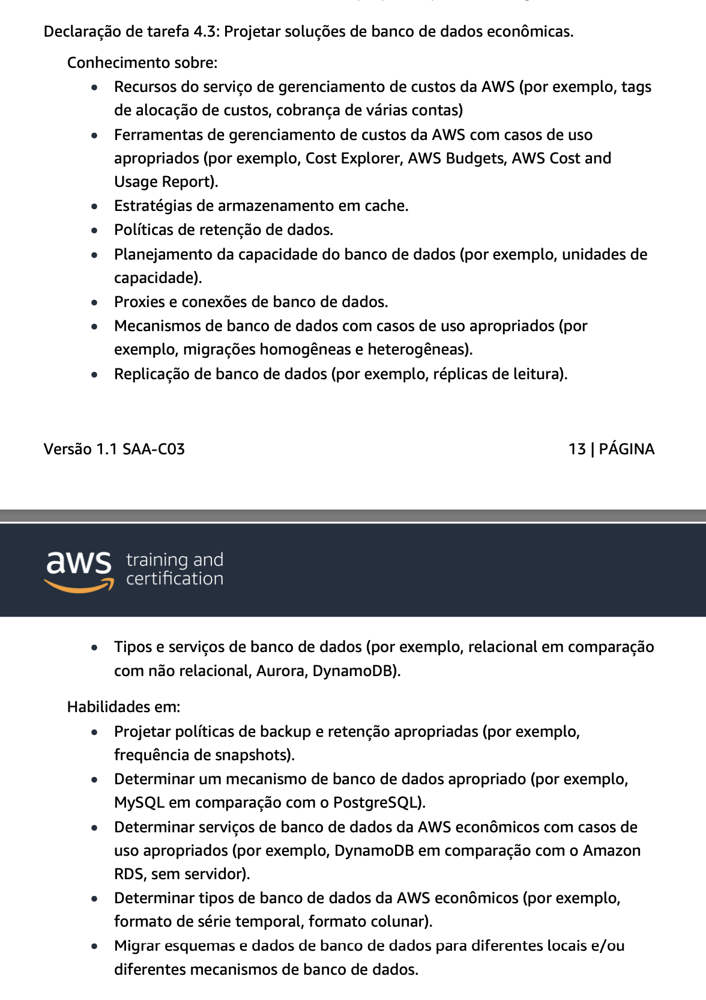 Declaração de tarefa 4.3: Projetar soluções de banco de dados econômicas.
Conhecimento sobre:
• Recursos do serviço de gerenciamento de custos da AWS (por exemplo, tags
de alocação de custos, cobrança de várias contas)
• Ferramentas de gerenciamento de custos da AWS com casos de uso
apropriados (por exemplo, Cost Explorer, AWS Budgets, AWS Cost and
Usage Report).
• Estratégias de armazenamento em cache.
• Políticas de retenção de dados.
• Planejamento da capacidade do banco de dados (por exemplo, unidades de
capacidade).
• Proxies e conexões de banco de dados.
• Mecanismos de banco de dados com casos de uso apropriados (por
exemplo, migrações homogêneas e heterogêneas).
• Replicação de banco de dados (por exemplo, réplicas de leitura).
Versão 1.1 SAA-C03 13 | PÁGINA
aws training and
certification
• Tipos e serviços de banco de dados (por exemplo, relacional em comparação
com não relacional, Aurora, DynamoDB).
Habilidades em:
• Projetar políticas de backup e retenção apropriadas (por exemplo,
frequência de snapshots).
• Determinar um mecanismo de banco de dados apropriado (por exemplo,
MySQL em comparação com o PostgreSQL).
• Determinar serviços de banco de dados da AWS econômicos com casos de
uso apropriados (por exemplo, DynamoDB em comparação com o Amazon
RDS, sem servidor).
• Determinar tipos de banco de dados da AWS econômicos (por exemplo,
formato de série temporal, formato colunar).
• Migrar esquemas e dados de banco de dados para diferentes locais e/ou
diferentes mecanismos de banco de dados.